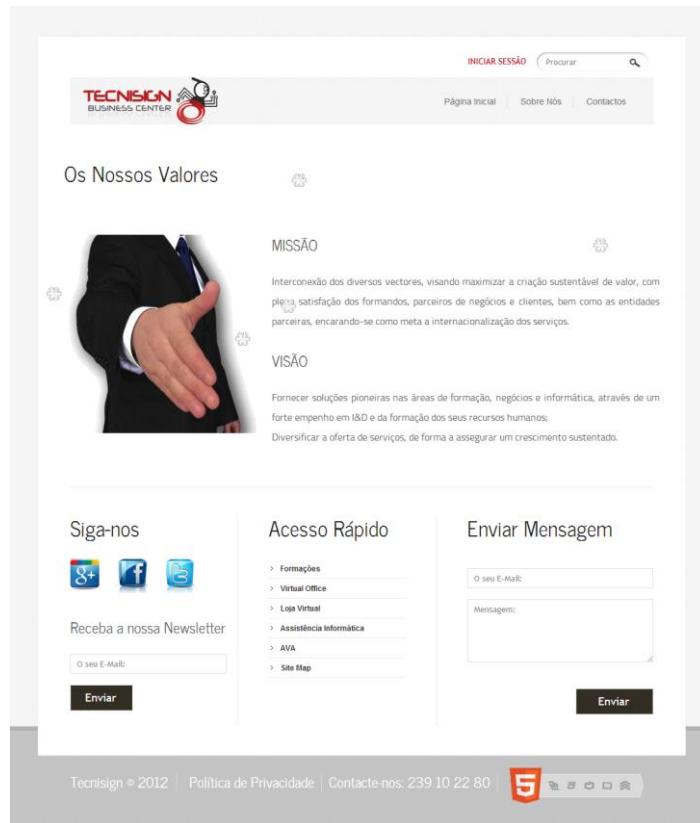 INICIAR SESSÃO
Procurar
TECNISIGN
BUSINESS CENTER
Página Inicial
Sobre Nós
Contactos
Os Nossos Valores
MISSÃO
Interconexão dos diversos vectores, visando maximizar a criação sustentável de valor, com
plena satisfação dos formandos, parceiros de negócios e clientes, bem como as entidades
parceiras, encarando-se como meta a internacionalização dos serviços.
VISÃO
Fornecer soluções pioneiras nas áreas de formação, negócios e informática, através de um
forte empenho em I&D e da formação dos seus recursos humanos;
Diversificar a oferta de serviços, de forma a assegurar um crescimento sustentado.
Siga-nos
8+ f t
Receba a nossa Newsletter
O seu E-Mail:
Enviar
Acesso Rápido
> Formações
> Virtual Office
> Loja Virtual
> Assistência Informática
> AVA
> Site Map
Enviar Mensagem
O seu E-Mail:
Mensagem:
Enviar
Tecnisign © 2012 | Política de Privacidade | Contacte-nos: 239 10 22 80 | 5